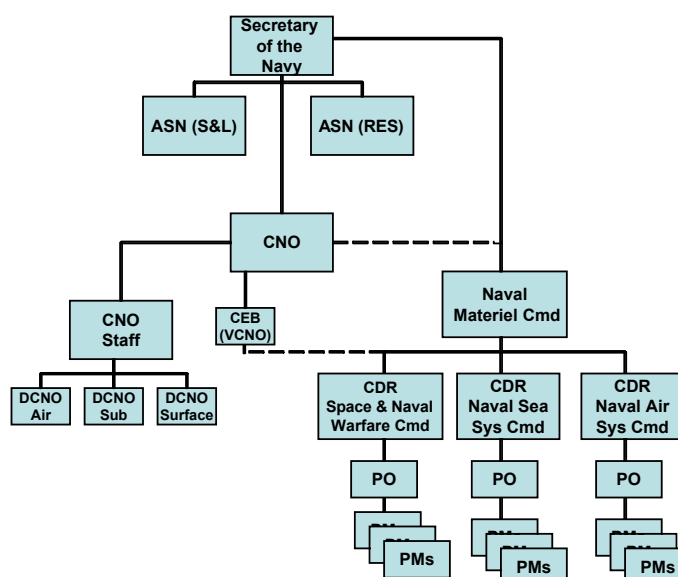 Secretary
of the
Navy
ASN (S&L)
ASN (RES)
CNO
CNO
Staff
CEB
(VCNO)
Naval
Materiel Cmd
DCNO
Air
DCNO
Sub
DCNO
Surface
CDR
Space & Naval
Warfare Cmd
CDR
Naval Sea
Sys Cmd
CDR
Naval Air
Sys Cmd
PO
PO
PO
PMs
PMs
PMs